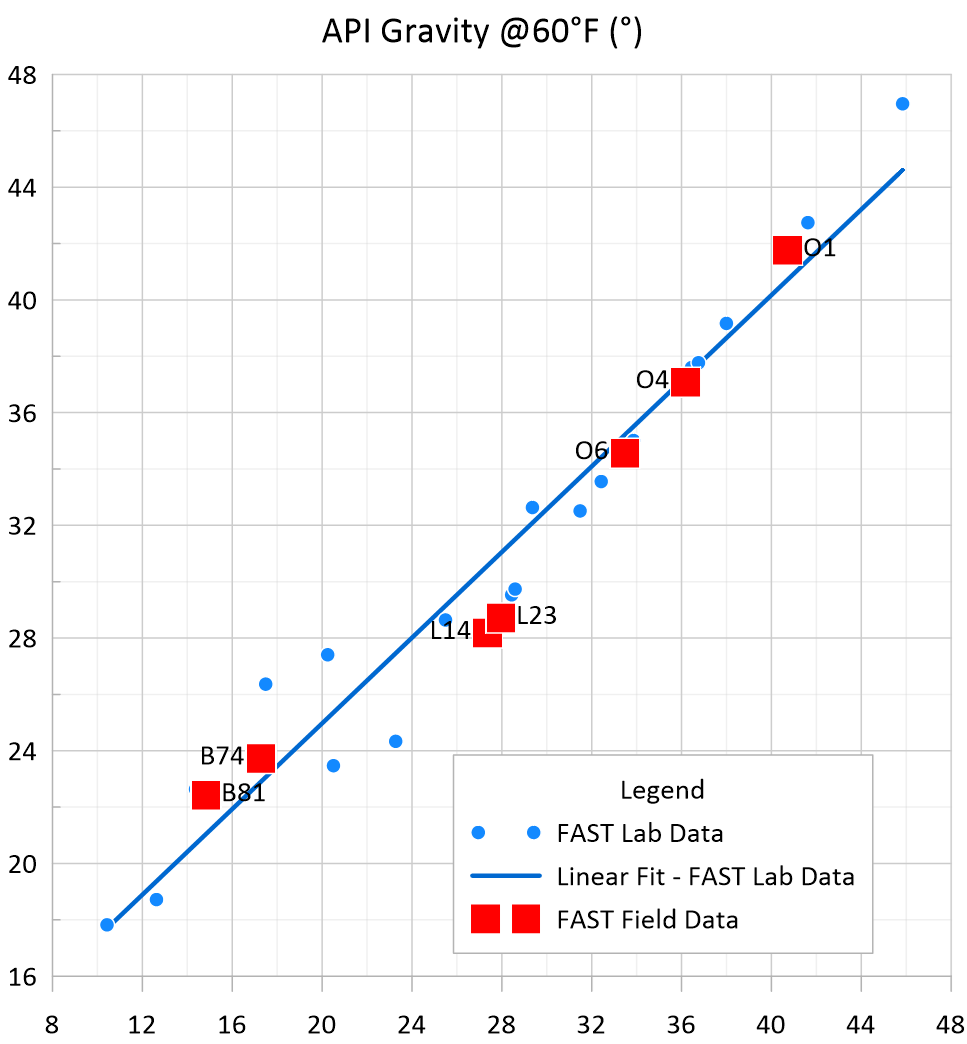 API Gravity @60°F (°)
48
44
O1
40
O4
36
O6
32
L23
L14
28
B74
24
B81
Legend
FAST Lab Data
20
Linear Fit - FAST Lab Data
FAST Field Data
16
8 12 16 20 24 28 32 36 40 44 48